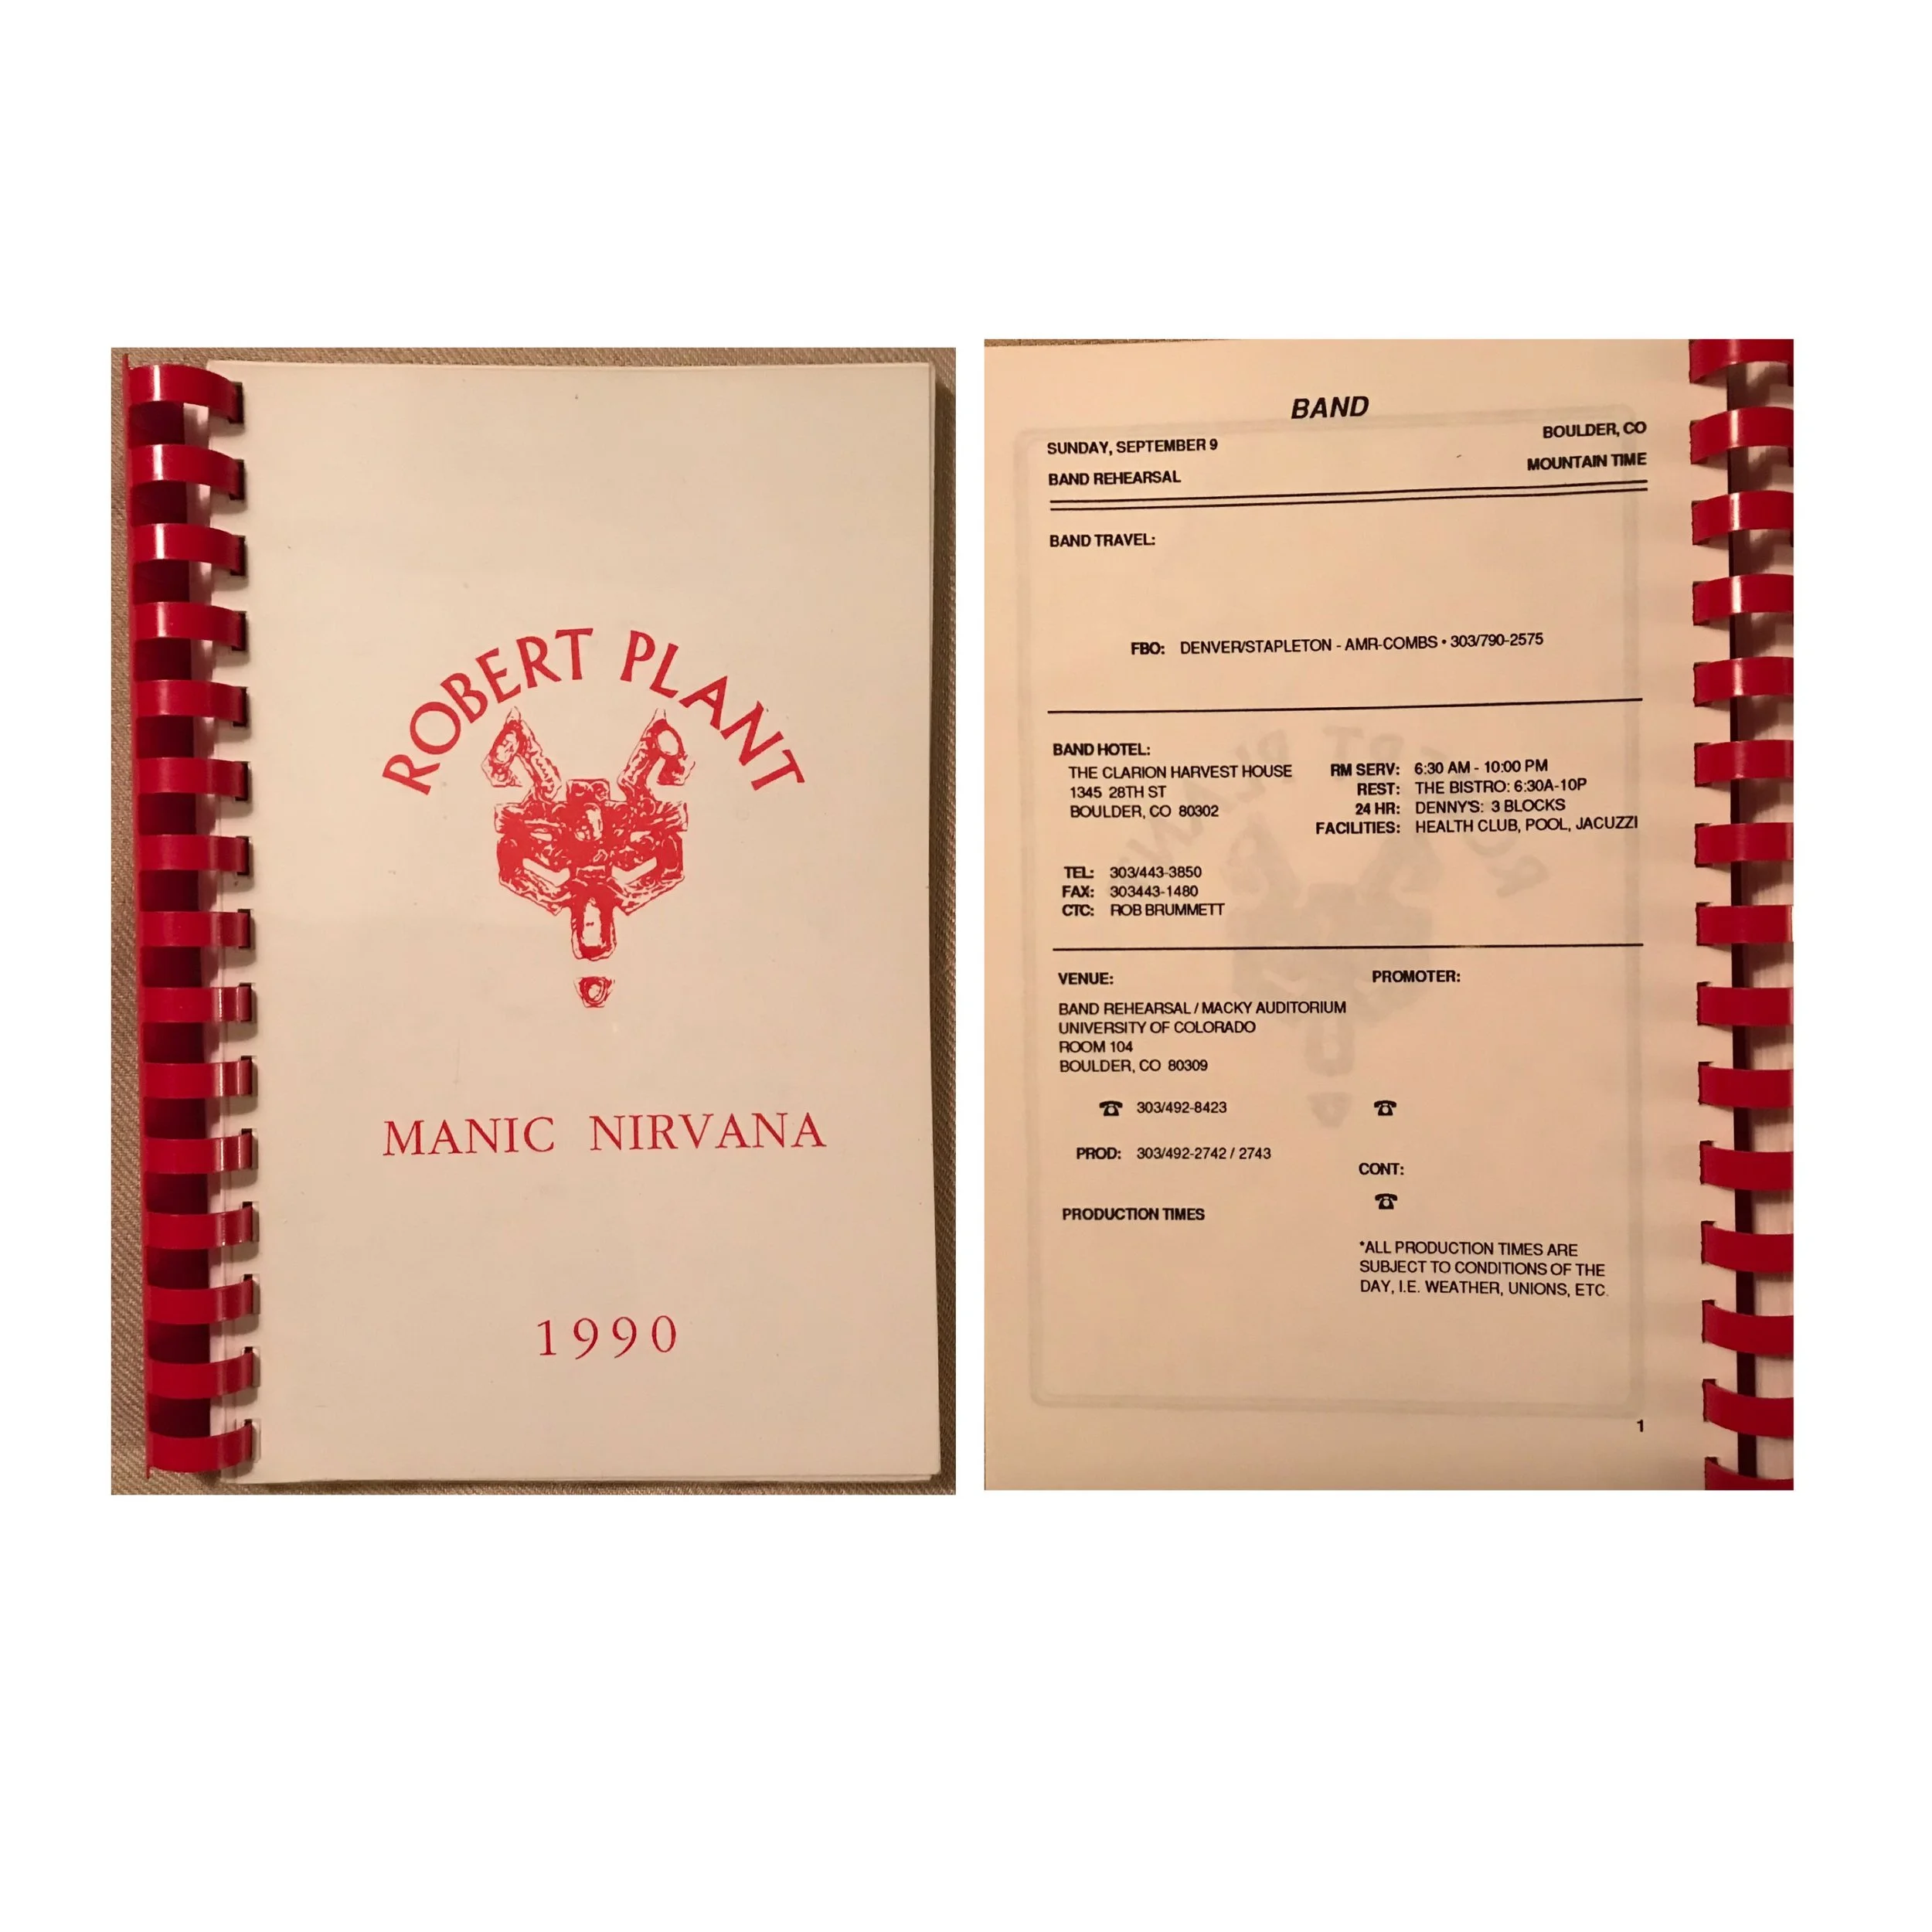 ROBERT PLANT
MANIC NIRVANA
1990
BAND
SUNDAY, SEPTEMBER 9
BOULDER, CO
BAND REHEARSAL
MOUNTAIN TIME
BAND TRAVEL:
FBO: DENVER/STAPLETON - AMR-COMBS • 303/790-2575
BAND HOTEL:
THE CLARION HARVEST HOUSE
1345 28TH ST
BOULDER, CO 80302
RM SERV: 6:30 AM - 10:00 PM
REST: THE BISTRO: 6:30A-10P
24 HR: DENNY'S: 3 BLOCKS
FACILITIES: HEALTH CLUB, POOL, JACUZZI
TEL: 303/443-3850
FAX: 303443-1480
CTC: ROB BRUMMETT
VENUE:
BAND REHEARSAL / MACKY AUDITORIUM
UNIVERSITY OF COLORADO
ROOM 104
BOULDER, CO 80309
☎ 303/492-8423
PROD: 303/492-2742 / 2743
PRODUCTION TIMES
PROMOTER:
☎
CONT:
☎
*ALL PRODUCTION TIMES ARE
SUBJECT TO CONDITIONS OF THE
DAY, I.E. WEATHER, UNIONS, ETC.
1